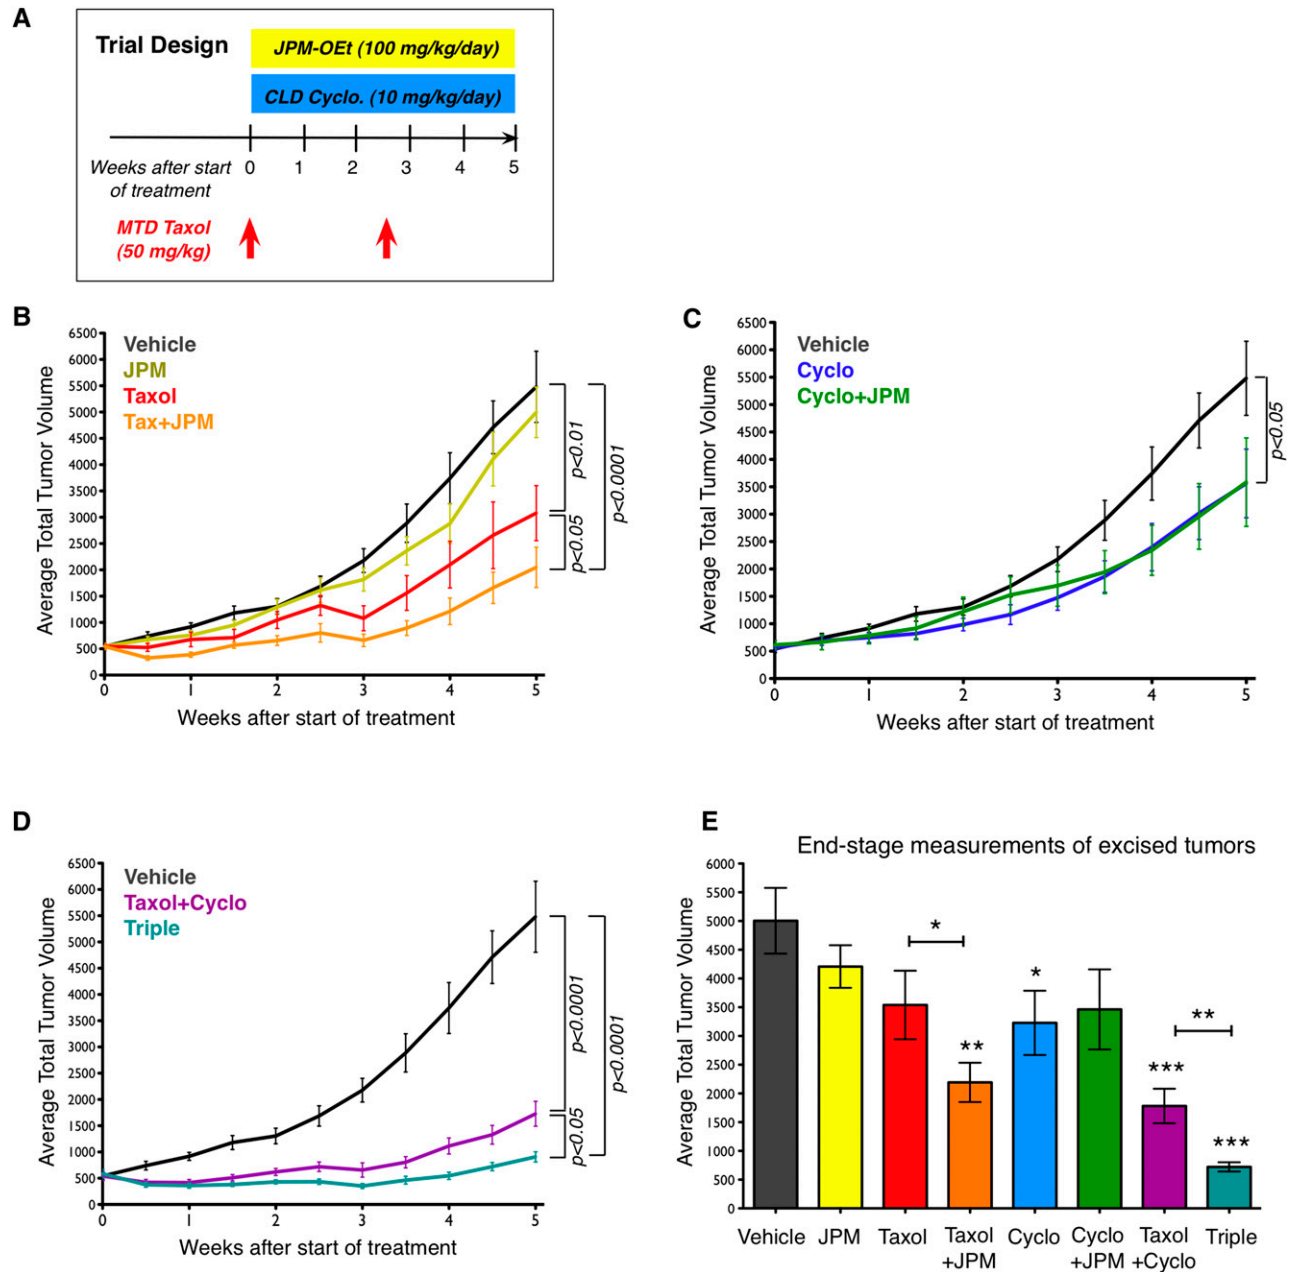 A
Trial Design
JPM-OEt (100 mg/kg/day)
CLD Cyclo. (10 mg/kg/day)
Weeks after start
of treatment
0 1 2 3 4 5
MTD Taxol
(50 mg/kg)
B
Average Total Tumor Volume
6500
6000
5500
5000
4500
4000
3500
3000
2500
2000
1500
1000
500
0
Vehicle
JPM
Taxol
Tax+JPM
p<0.01
p<0.05
p<0.0001
0 1 2 3 4 5
Weeks after start of treatment
C
Average Total Tumor Volume
6500
6000
5500
5000
4500
4000
3500
3000
2500
2000
1500
1000
500
0
Vehicle
Cyclo
Cyclo+JPM
p<0.05
0 1 2 3 4 5
Weeks after start of treatment
D
Average Total Tumor Volume
6500
6000
5500
5000
4500
4000
3500
3000
2500
2000
1500
1000
500
0
Vehicle
Taxol+Cyclo
Triple
p<0.0001
p<0.05
p<0.0001
0 1 2 3 4 5
Weeks after start of treatment
E
End-stage measurements of excised tumors
Average Total Tumor Volume
6000
5500
5000
4500
4000
3500
3000
2500
2000
1500
1000
500
0
*
**
*
**
***
***
Vehicle JPM Taxol Taxol Cyclo Cyclo Taxol Triple
+JPM +JPM +Cyclo